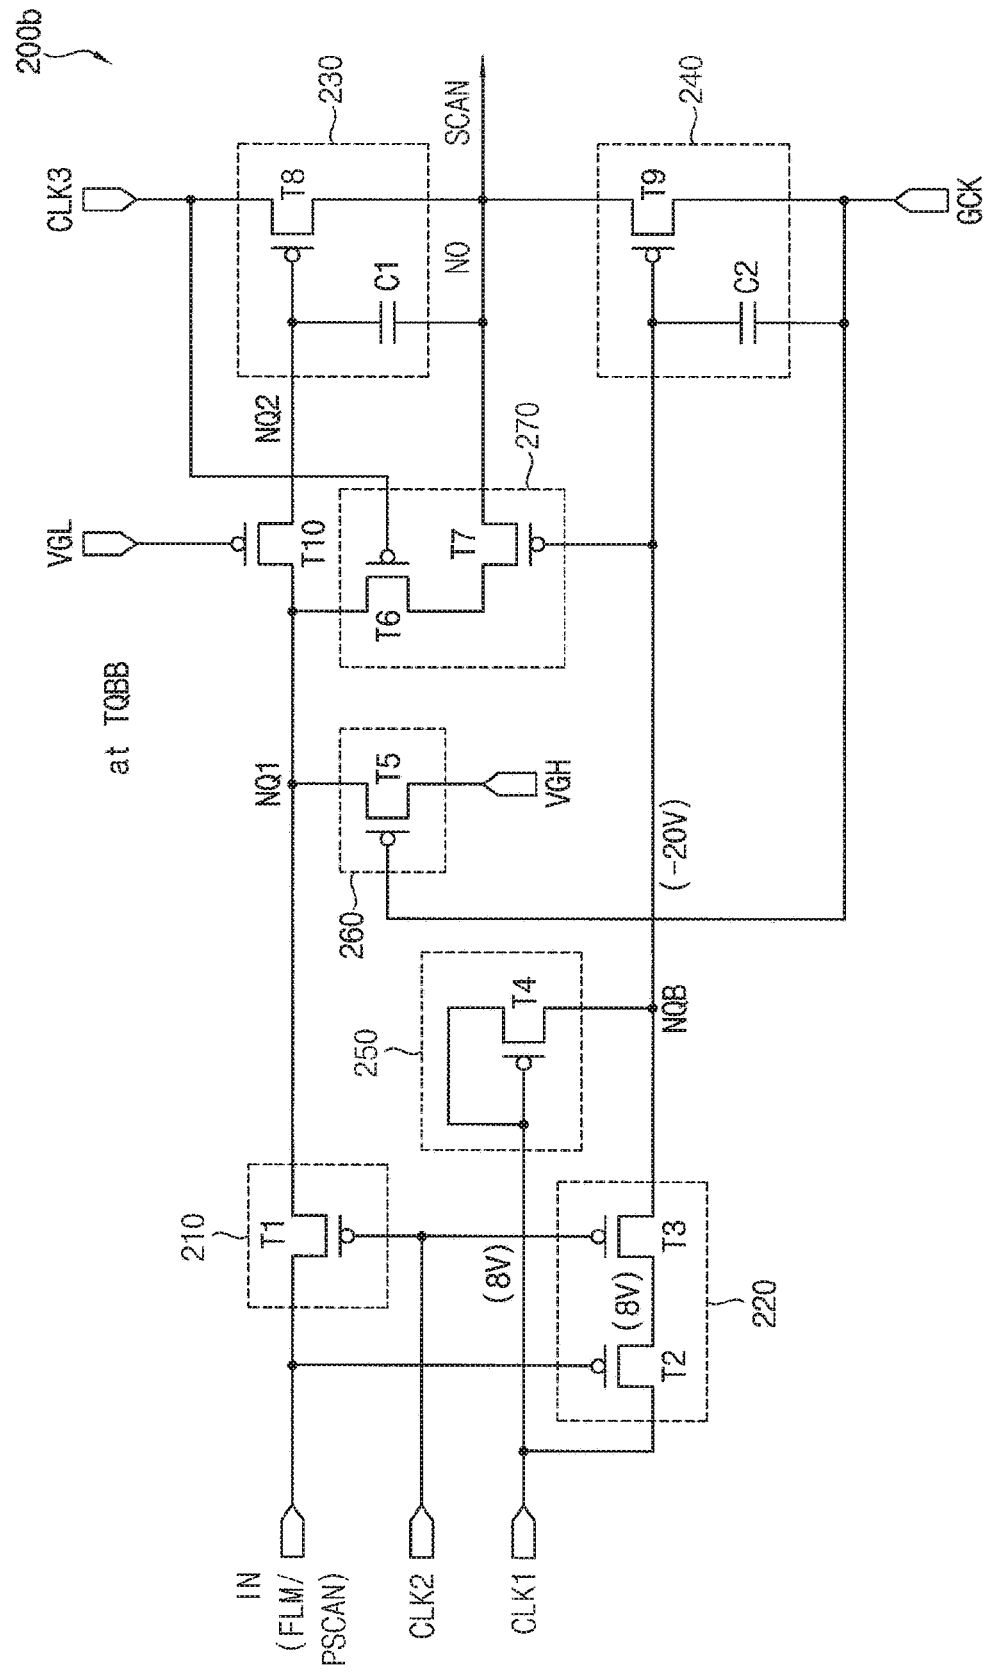 200b
CLK3
230
T8
SCAN
240
T9
GCK
NO
C1
C2
NQ2
270
VGL
T10
T7
T6
at TQBB
NQ1
T5
VGH
260
(-20V)
T4
250
NQB
210
T1
(8V)
T3
(8V)
220
T2
IN
(FLM/
PSCAN)
CLK2
CLK1